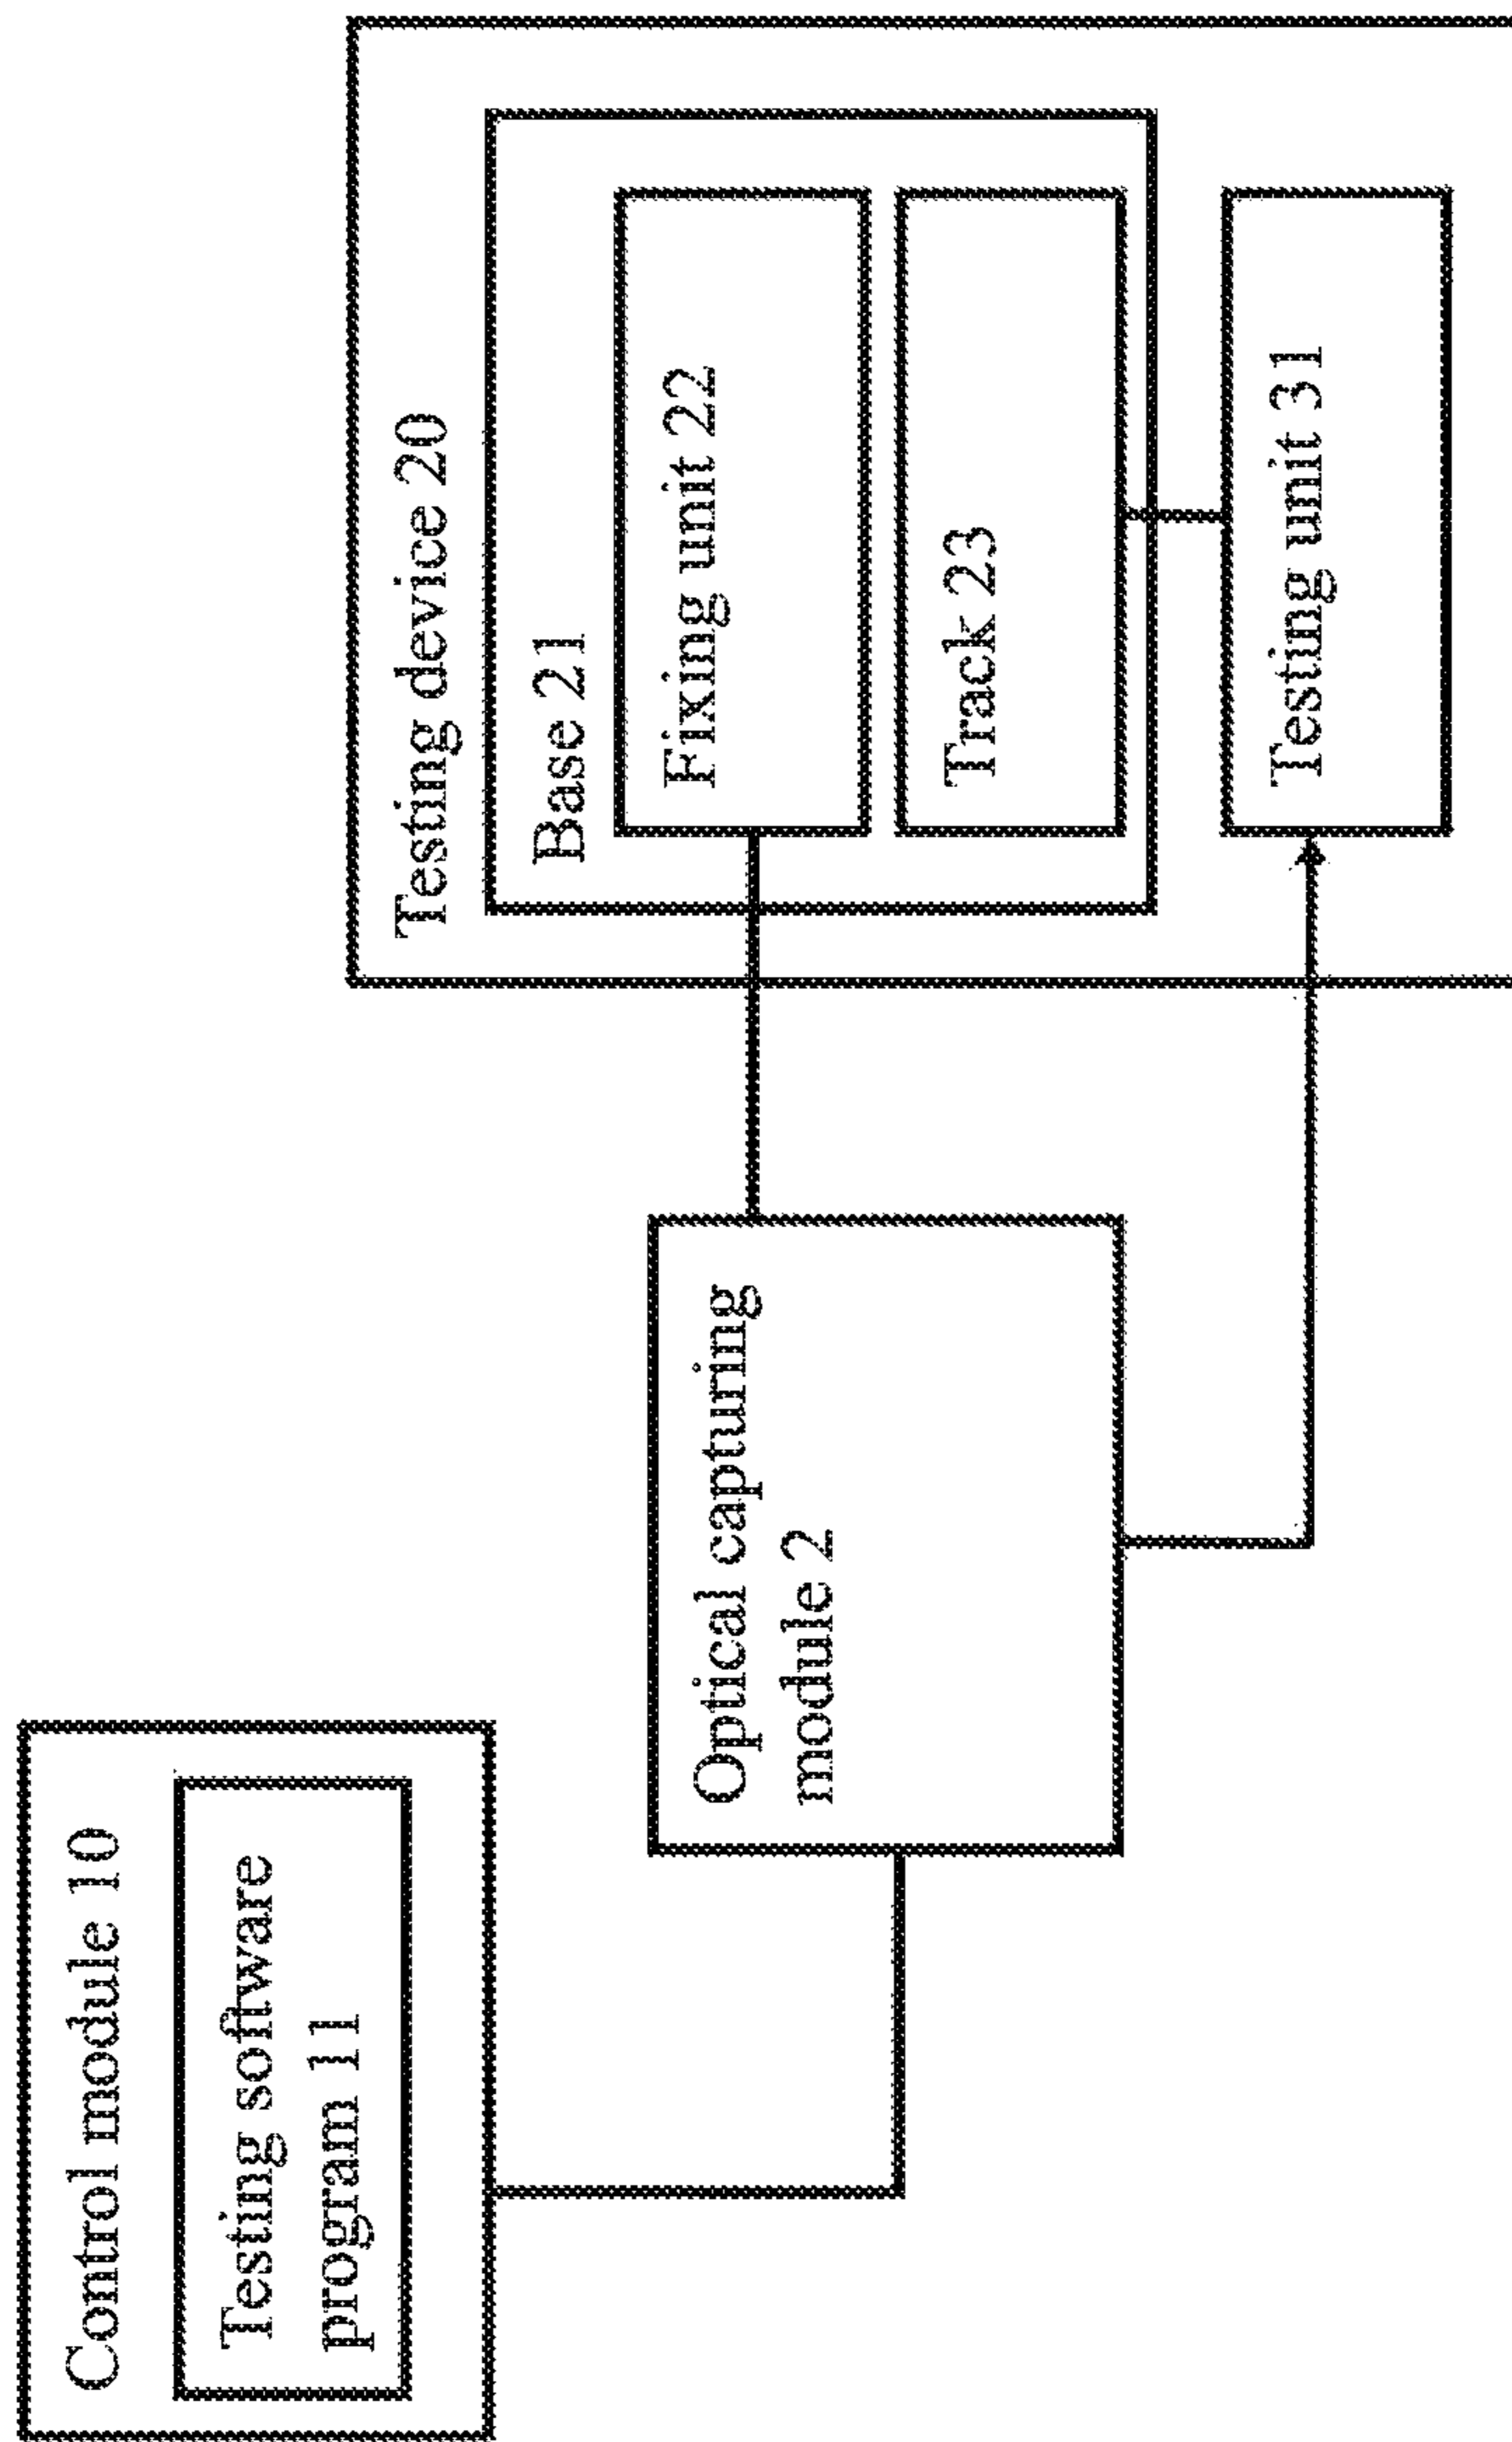 Control module 10
Testing software
program 11
Optical capturing
module 2
Testing device 20
Base 21
Fixing unit 22
Track 23
Testing unit 31